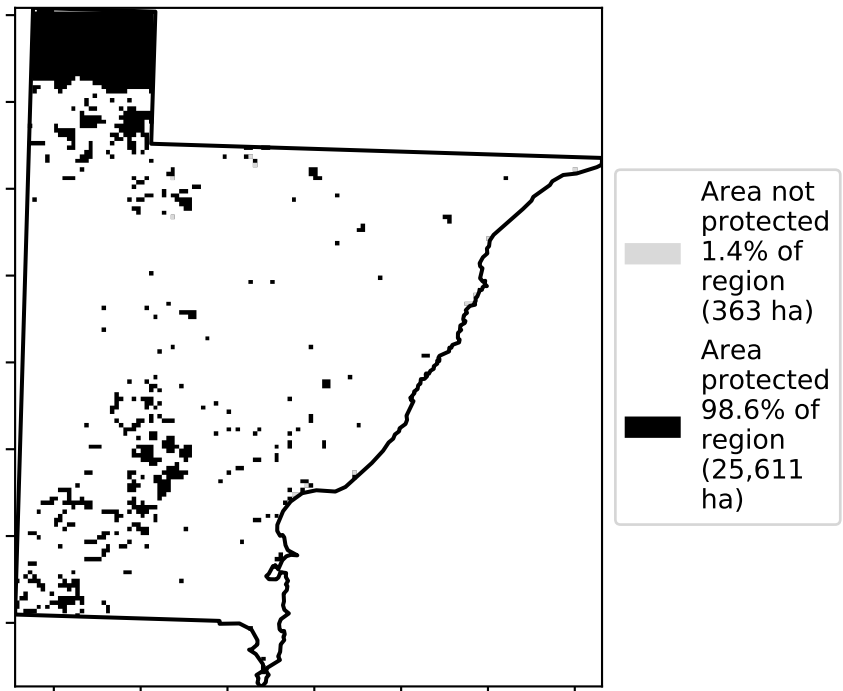 Area not
protected
1.4% of
region
(363 ha)
Area
protected
98.6% of
region
(25,611
ha)